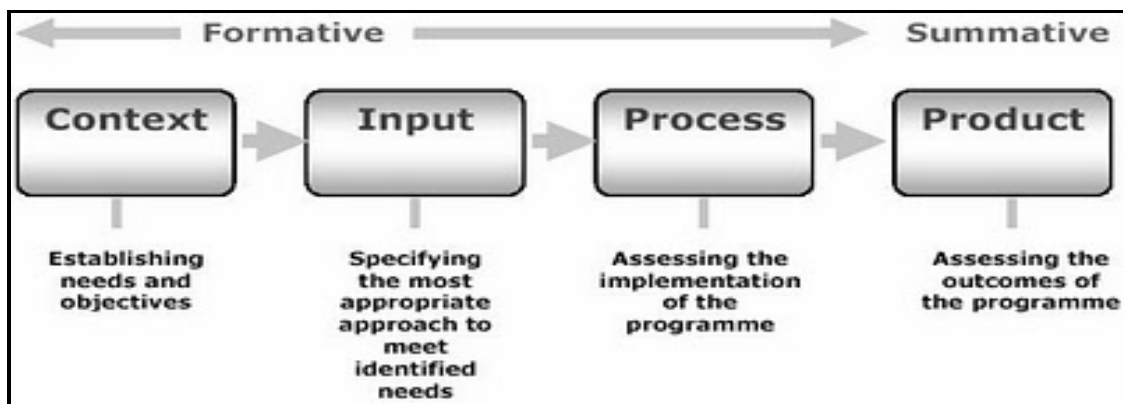 Formative Summative
Context Input Process Product
Establishing
needs and
objectives
Specifying
the most
appropriate
approach to
meet
identified
needs
Assessing the
implementation
of the
programme
Assessing the
outcomes of
the programme